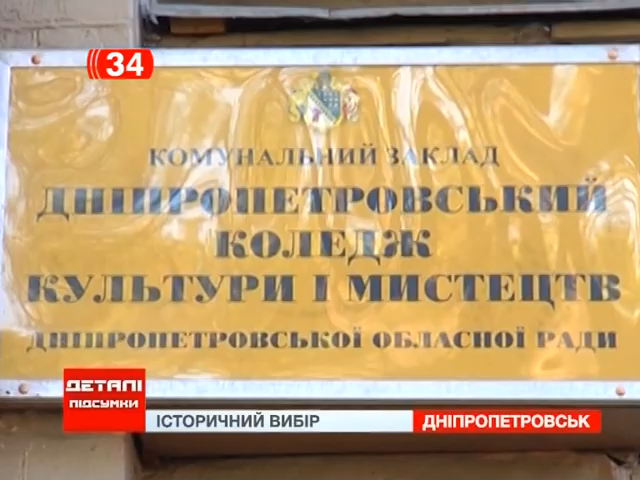 34
КОМУНАЛЬНИЙ ЗАКЛАД
ДНІПРОПЕТРОВСЬКИЙ
КОЛЕДЖ
КУЛЬТУРИ І МИСТЕЦТВ
ДНІПРОПЕТРОВСЬКОЇ ОБЛАСНОЇ РАДИ
ДЕТАЛІ
ПІДСУМКИ
ІСТОРИЧНИЙ ВИБІР
ДНІПРОПЕТРОВСЬК